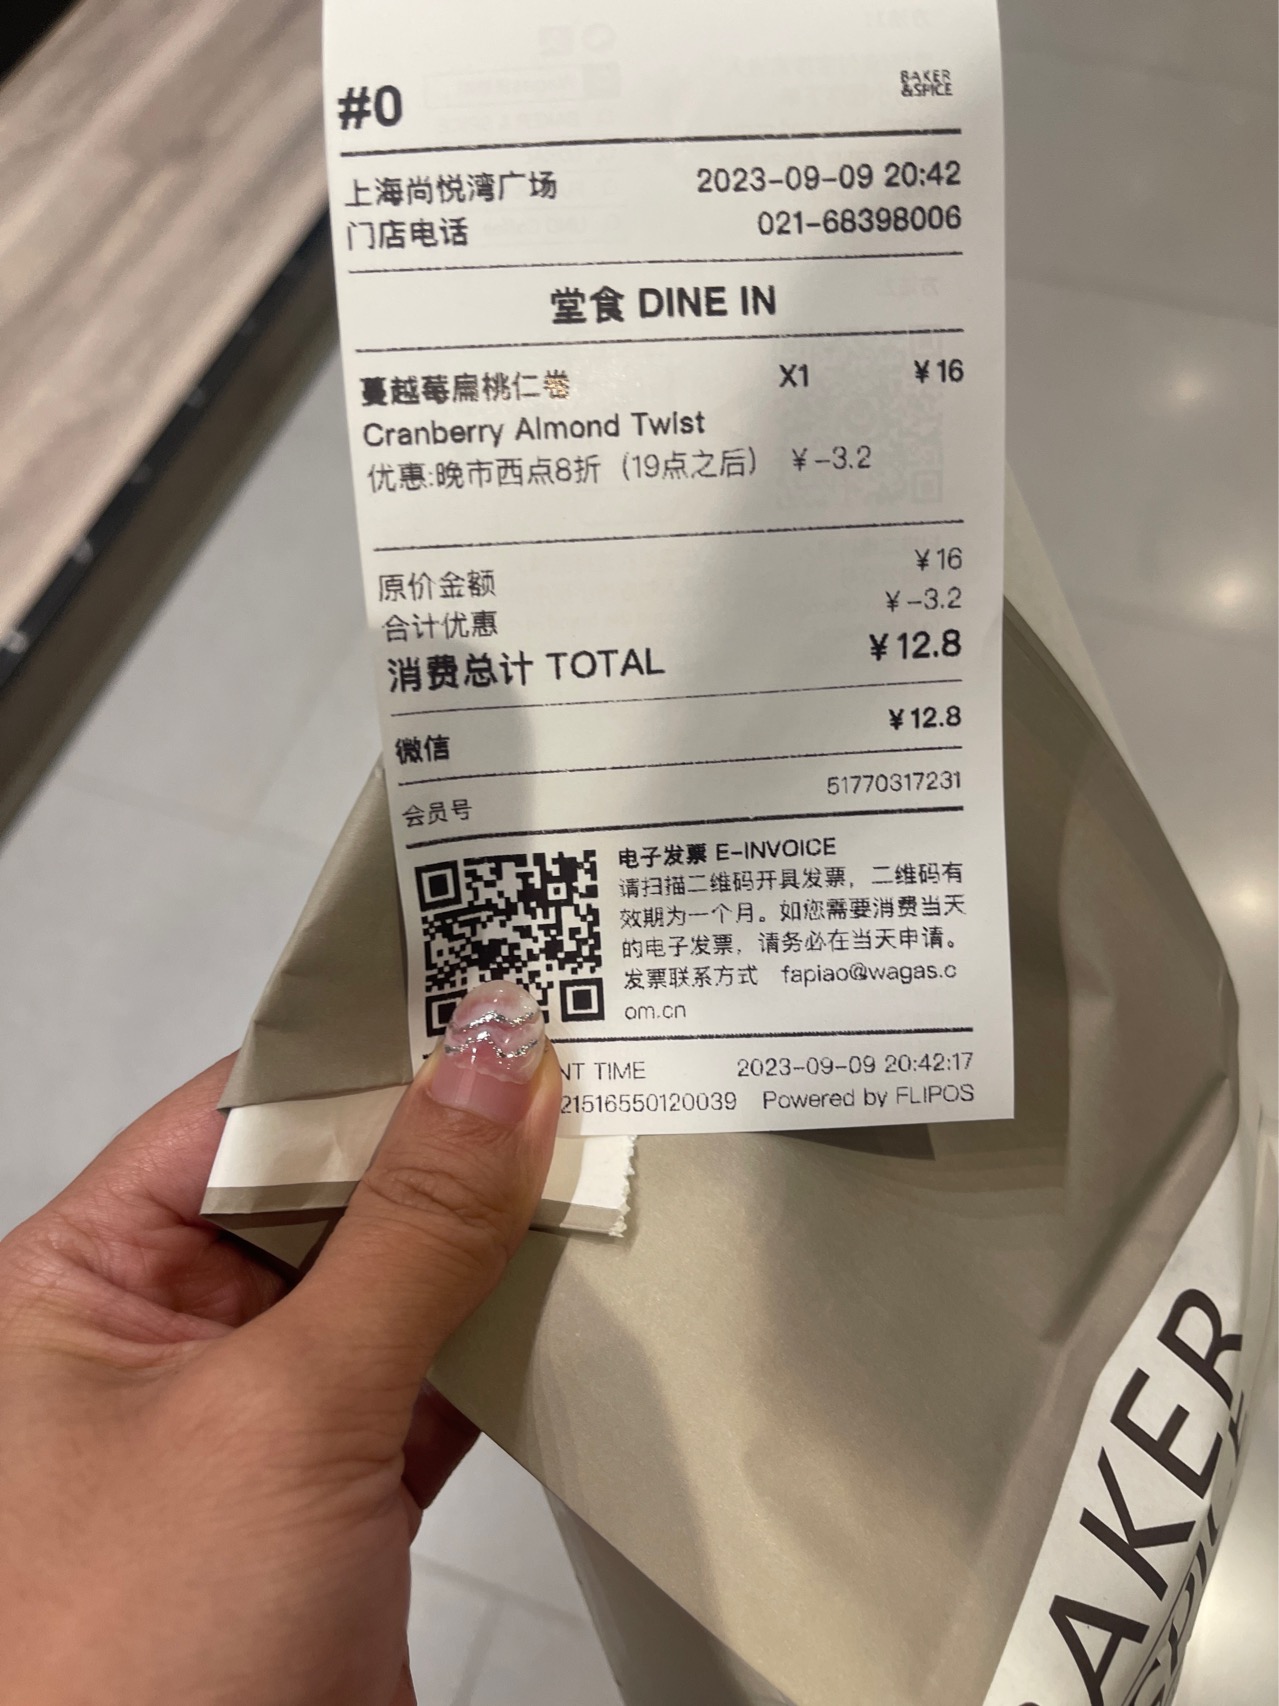 #0
BAKER
&SPICE
上海尚悦湾广场 2023-09-09 20:42
门店电话 021-68398006
堂食 DINE IN
蔓越莓扁桃仁卷 X1 ¥16
Cranberry Almond Twist
优惠:晚市西点8折（19点之后） ¥-3.2
原价金额 ¥16
合计优惠 ¥-3.2
消费总计 TOTAL ¥12.8
微信 ¥12.8
会员号 51770317231
电子发票 E-INVOICE
请扫描二维码开具发票，二维码有
效期为一个月。如您需要消费当天
的电子发票，请务必在当天申请。
发票联系方式 fapiao@wagas.c
om.cn
NT TIME 2023-09-09 20:42:17
21516550120039 Powered by FLIPOS
BAKER